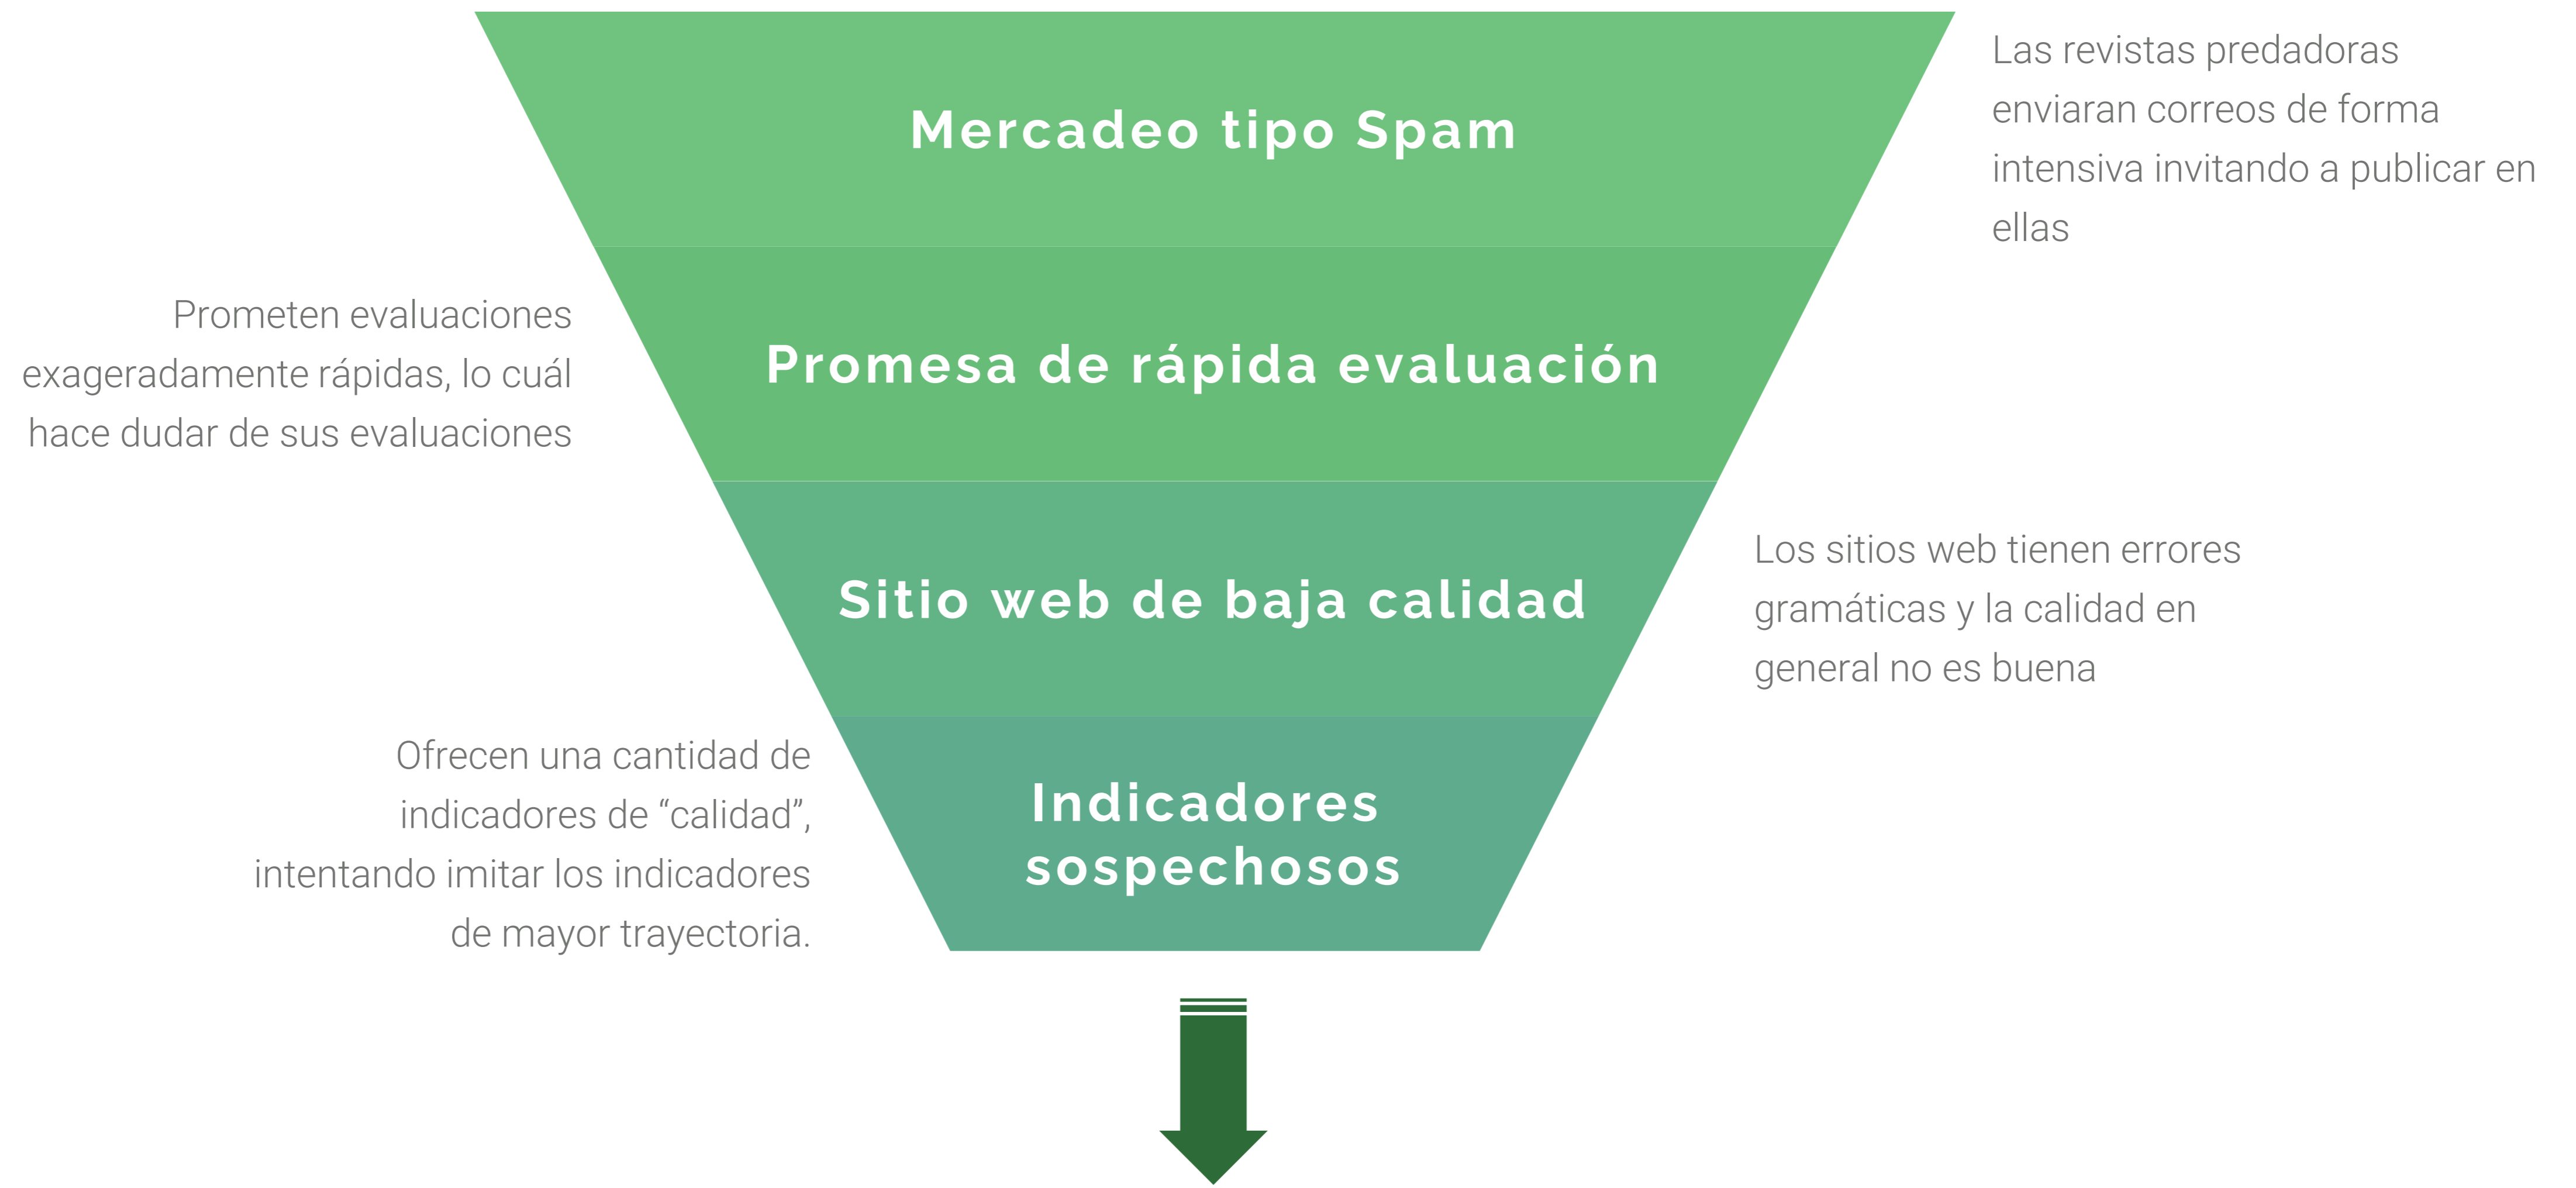 Mercadeo tipo Spam
Las revistas predadoras
enviaran correos de forma
intensiva invitando a publicar en
ellas
Promesa de rápida evaluación
Prometen evaluaciones
exageradamente rápidas, lo cuál
hace dudar de sus evaluaciones
Sitio web de baja calidad
Los sitios web tienen errores
gramáticas y la calidad en
general no es buena
Indicadores
sospechosos
Ofrecen una cantidad de
indicadores de “calidad”,
intentando imitar los indicadores
de mayor trayectoria.